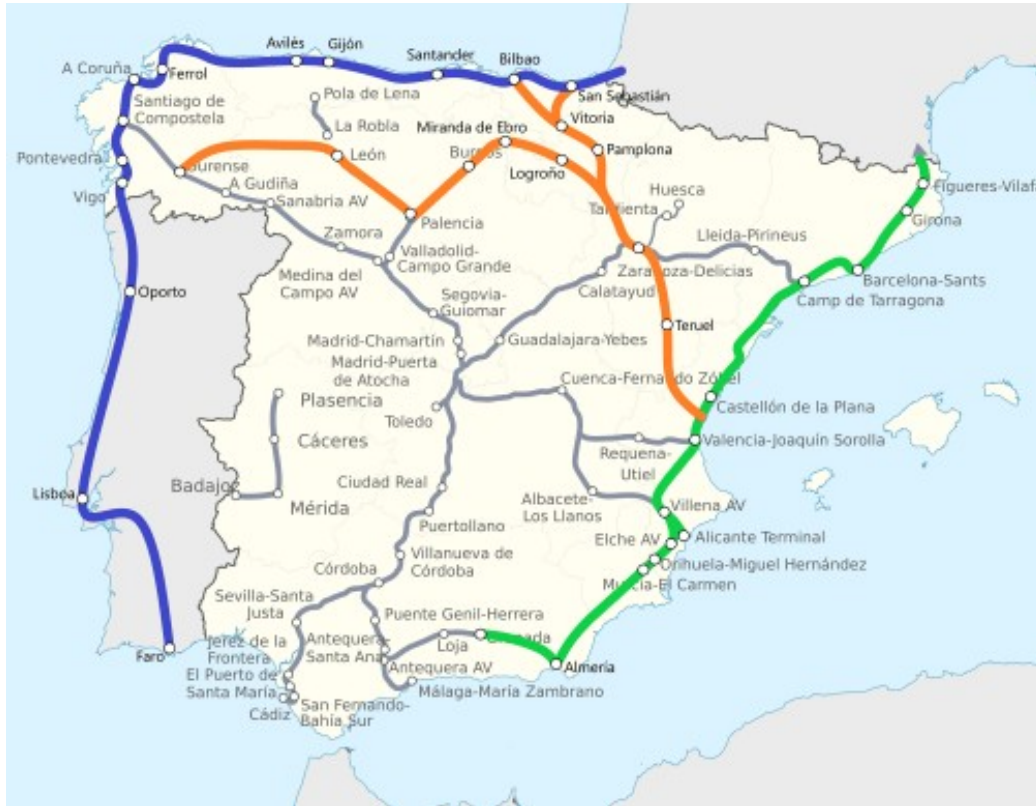 Avilés
Gijón
Santander
Bilbao
A Coruña
Ferrol
San Sebastián
Santiago de
Compostela
Pola de Lena
La Robla
Miranda de Ebro
Vitoria
Pamplona
Pontevedra
Ourense
León
Burgos
Logroño
Vigo
A Gudiña
Sanabria AV
Palencia
Huesca
Tardienta
Figueres-Vilaf
Girona
Zamora
Valladolid-
Campo Grande
Lleida-Pirineus
Medina del
Campo AV
Zaragoza-Delicias
Calatayud
Barcelona-Sants
Camp de Tarragona
Oporto
Segovia-
Guiomar
Teruel
Madrid-Chamartín
Guadalajara-Yebes
Madrid-Puerta
de Atocha
Cuenca-Fernando Zóbel
Plasencia
Toledo
Castellón de la Plana
Cáceres
Valencia-Joaquín Sorolla
Requena-
Utiel
Badajoz
Ciudad Real
Lisboa
Mérida
Albacete-
Los Llanos
Villena AV
Puertollano
Elche AV
Alicante Terminal
Villanueva de
Córdoba
Orihuela-Miguel Hernández
Córdoba
Murcia-El Carmen
Sevilla-Santa
Justa
Puente Genil-Herrera
Jerez de la
Frontera
Antequera-
Santa Ana
Loja
Granada
Faro
El Puerto de
Santa María
Antequera AV
Almería
Málaga-María Zambrano
Cádiz
San Fernando-
Bahía Sur